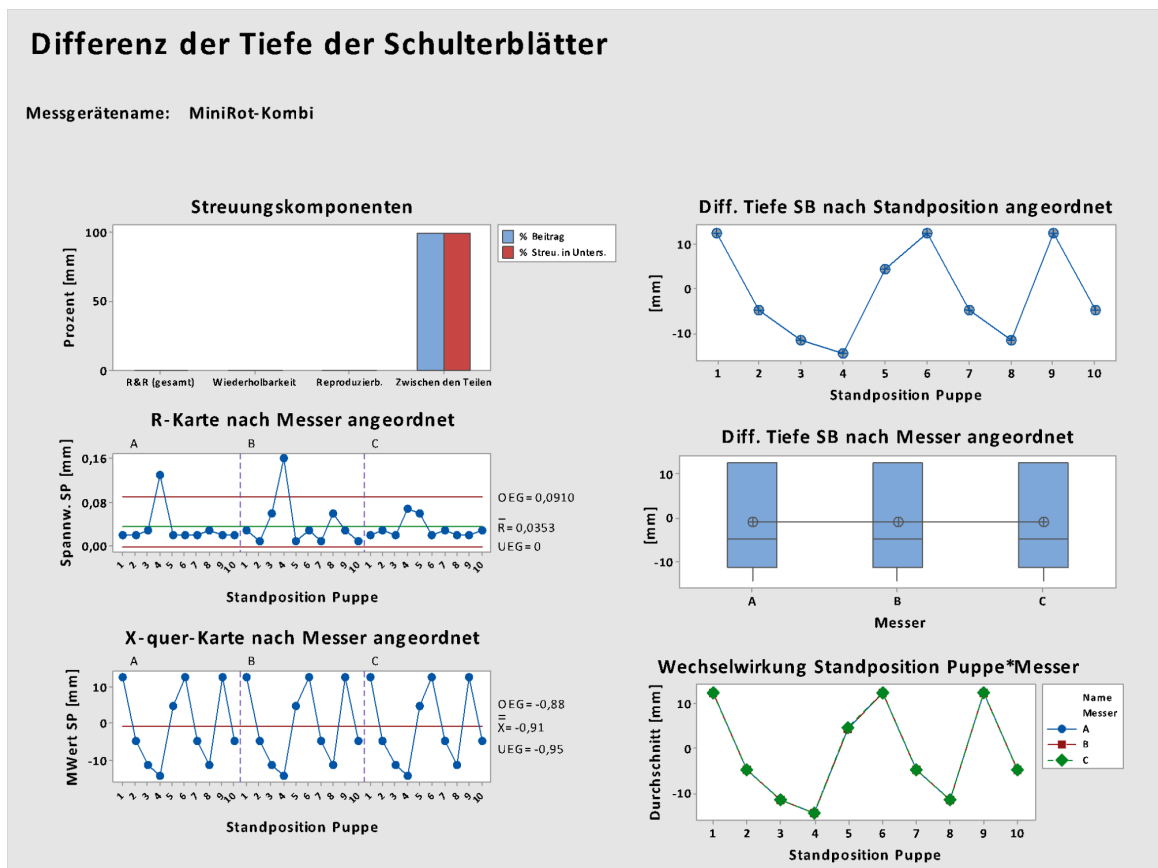 Differenz der Tiefe der Schulterblätter
Messgerätename: MiniRot-Kombi
Streuungskomponenten
Prozent [mm]
100
50
0
R&R (gesamt) Wiederholbarkeit Reproduzierb. Zwischen den Teilen
% Beitrag
% Streu. in Unters.
R-Karte nach Messer angeordnet
A B C
Spannw. SP [mm]
0,16
0,08
0,00
OEG= 0,0910
R= 0,0353
UEG= 0
1 2 3 4 5 6 7 8 9 10 1 2 3 4 5 6 7 8 9 10 1 2 3 4 5 6 7 8 9 10
Standposition Puppe
X-quer-Karte nach Messer angeordnet
A B C
MWert SP [mm]
10
0
-10
OEG= -0,88
X= -0,91
UEG= -0,95
1 2 3 4 5 6 7 8 9 10 1 2 3 4 5 6 7 8 9 10 1 2 3 4 5 6 7 8 9 10
Standposition Puppe
Diff. Tiefe SB nach Standposition angeordnet
[mm]
10
0
-10
1 2 3 4 5 6 7 8 9 10
Standposition Puppe
Diff. Tiefe SB nach Messer angeordnet
[mm]
10
0
-10
A B C
Messer
Wechselwirkung Standposition Puppe*Messer
Durchschnitt [mm]
10
0
-10
1 2 3 4 5 6 7 8 9 10
Standposition Puppe
Name
Messer
A
B
C